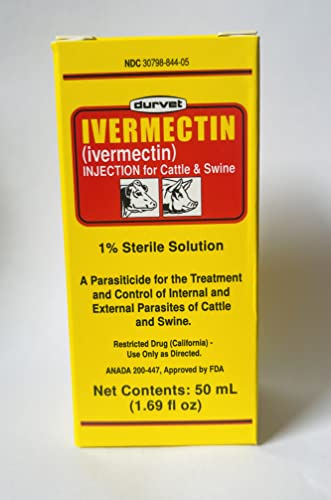 NDC 30798-844-05
durvet
IVERMECTIN
(ivermectin)
INJECTION for Cattle & Swine
1% Sterile Solution
A Parasiticide for the Treatment
and Control of Internal and
External Parasites of Cattle
and Swine.
Restricted Drug (California) -
Use Only as Directed.
ANADA 200-447, Approved by FDA
Net Contents: 50 mL
(1.69 fl oz)